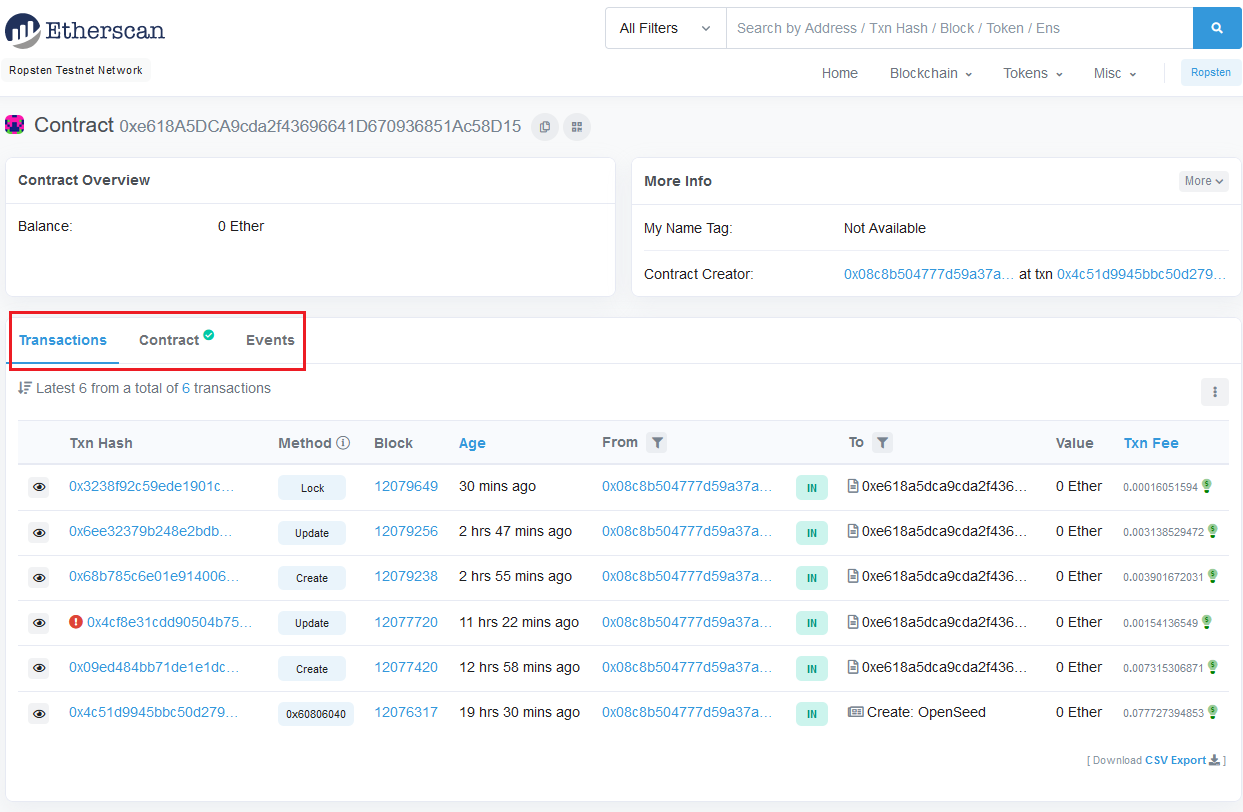 Etherscan
All Filters Search by Address / Txn Hash / Block / Token / Ens
Ropsten Testnet Network
Home Blockchain Tokens Misc Ropsten
Contract 0xe618A5DCA9cda2f43696641D670936851Ac58D15
Contract Overview
Balance: 0 Ether
More Info More
My Name Tag: Not Available
Contract Creator: 0x08c8b504777d59a37a... at txn 0x4c51d9945bbc50d279...
Transactions Contract Events
Latest 6 from a total of 6 transactions
Txn Hash Method Block Age From To Value Txn Fee
0x3238f92c59ede1901c... Lock 12079649 30 mins ago 0x08c8b504777d59a37a... IN 0xe618a5dca9cda2f436... 0 Ether 0.00016051594
0x6ee32379b248e2bdb... Update 12079256 2 hrs 47 mins ago 0x08c8b504777d59a37a... IN 0xe618a5dca9cda2f436... 0 Ether 0.003138529472
0x68b785c6e01e914006... Create 12079238 2 hrs 55 mins ago 0x08c8b504777d59a37a... IN 0xe618a5dca9cda2f436... 0 Ether 0.003901672031
0x4cf8e31cdd90504b75... Update 12077720 11 hrs 22 mins ago 0x08c8b504777d59a37a... IN 0xe618a5dca9cda2f436... 0 Ether 0.00154136549
0x09ed484bb71de1e1dc... Create 12077420 12 hrs 58 mins ago 0x08c8b504777d59a37a... IN 0xe618a5dca9cda2f436... 0 Ether 0.007315306871
0x4c51d9945bbc50d279... 0x60806040 12076317 19 hrs 30 mins ago 0x08c8b504777d59a37a... IN Create: OpenSeed 0 Ether 0.077727394853
[ Download CSV Export ]